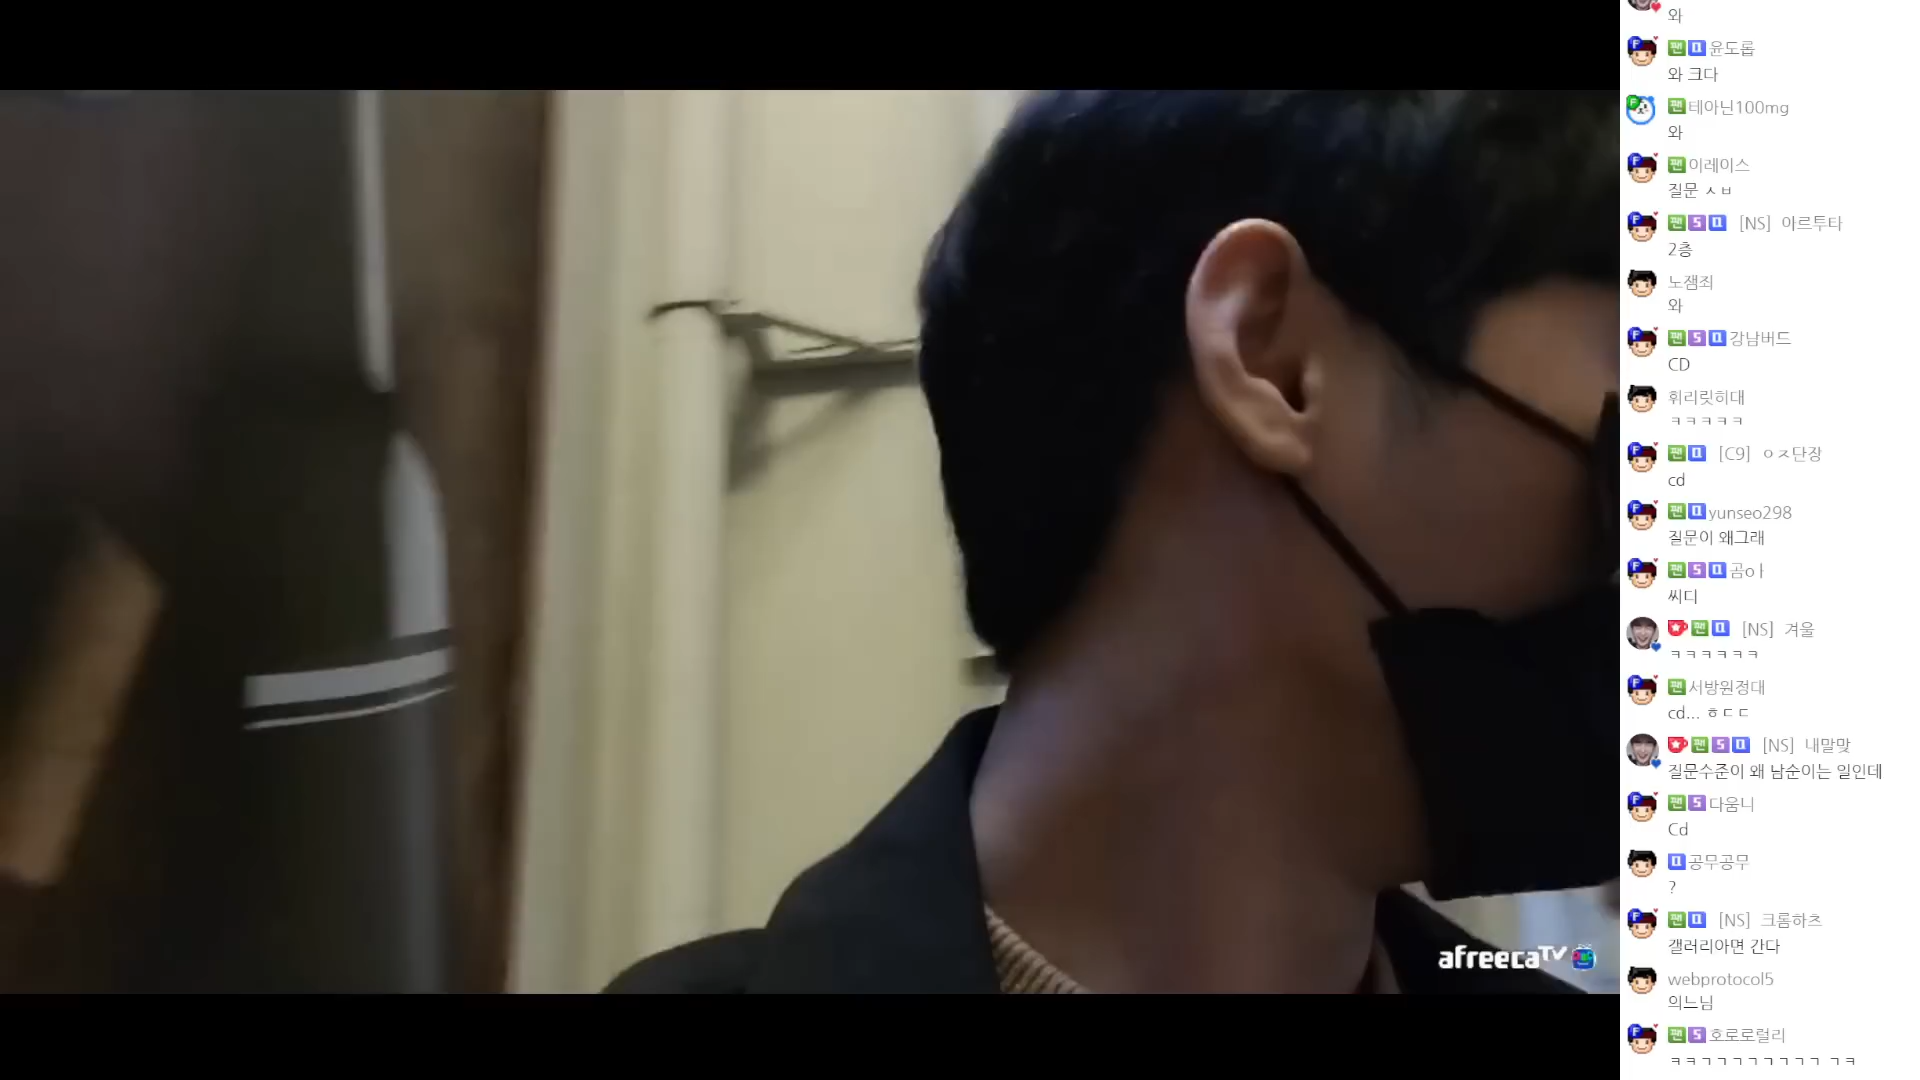 와
윤도롭
와 크다
테아닌100mg
와
이레이스
질문 ㅅㅂ
[NS] 아르투타
2층
노잼죄
와
강남버드
CD
휘리릿히대
ㅋㅋㅋㅋㅋ
[C9] ㅇㅈ단장
cd
yunseo298
질문이 왜그래
곰oㅏ
씨디
[NS] 겨울
ㅋㅋㅋㅋㅋㅋ
서방원정대
cd... ㅎㄷㄷ
[NS] 내말맞
질문수준이 왜 남순이는 일인데
다움니
Cd
공무공무
?
[NS] 크롬하츠
갤러리아면 간다
webprotocol5
의느님
호로로럴리
ㅋㅋㄱㄱㄱㄱㄱㄱㄱㄱ ㄱㅋ
afreecaTV